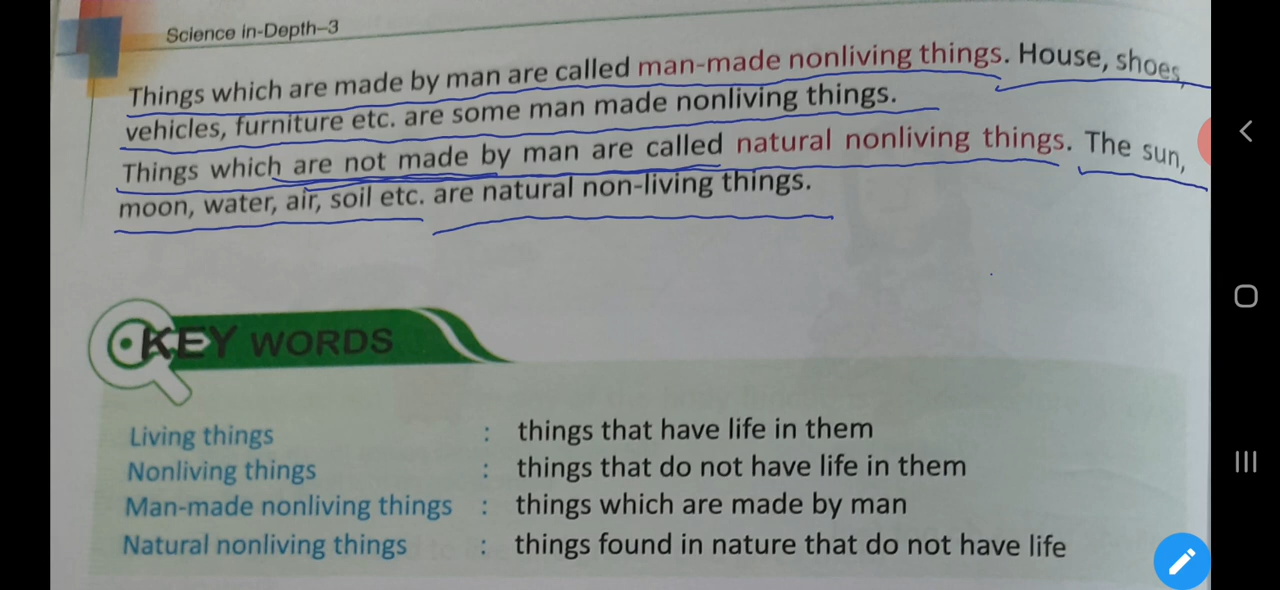 Science in-Depth–3
Things which are made by man are called man-made nonliving things. House, shoes,
vehicles, furniture etc. are some man made nonliving things.
Things which are not made by man are called natural nonliving things. The sun,
moon, water, air, soil etc. are natural non-living things.
KEY WORDS
Living things : things that have life in them
Nonliving things : things that do not have life in them
Man-made nonliving things : things which are made by man
Natural nonliving things : things found in nature that do not have life